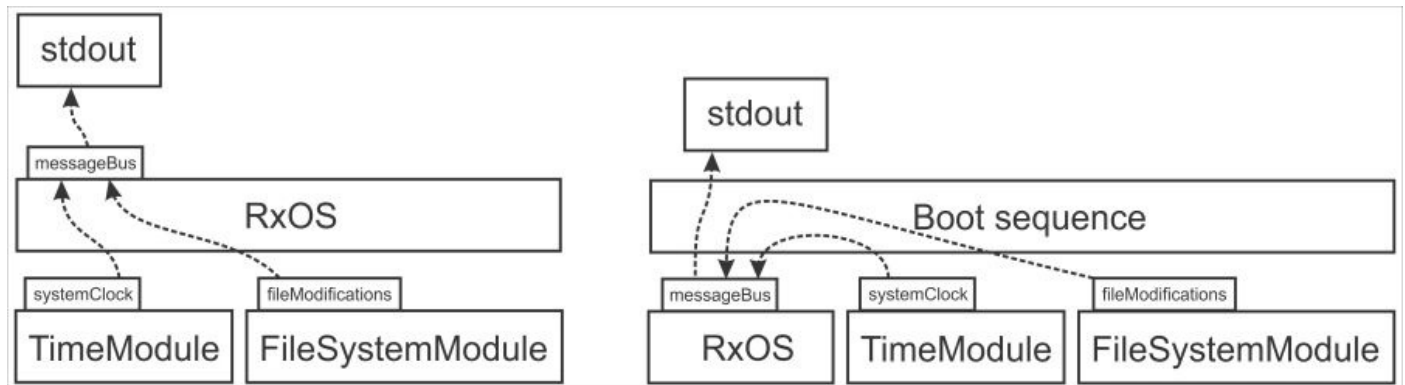 stdout
messageBus
RxOS
systemClock
fileModifications
TimeModule
FileSystemModule
stdout
Boot sequence
messageBus
systemClock
fileModifications
RxOS
TimeModule
FileSystemModule